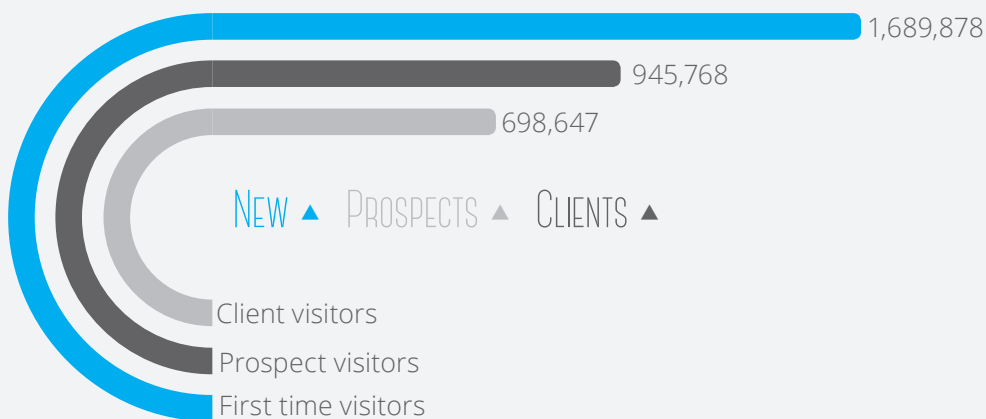 1,689,878
945,768
698,647
New ▲ Prospects ▲ Clients ▲
Client visitors
Prospect visitors
First time visitors